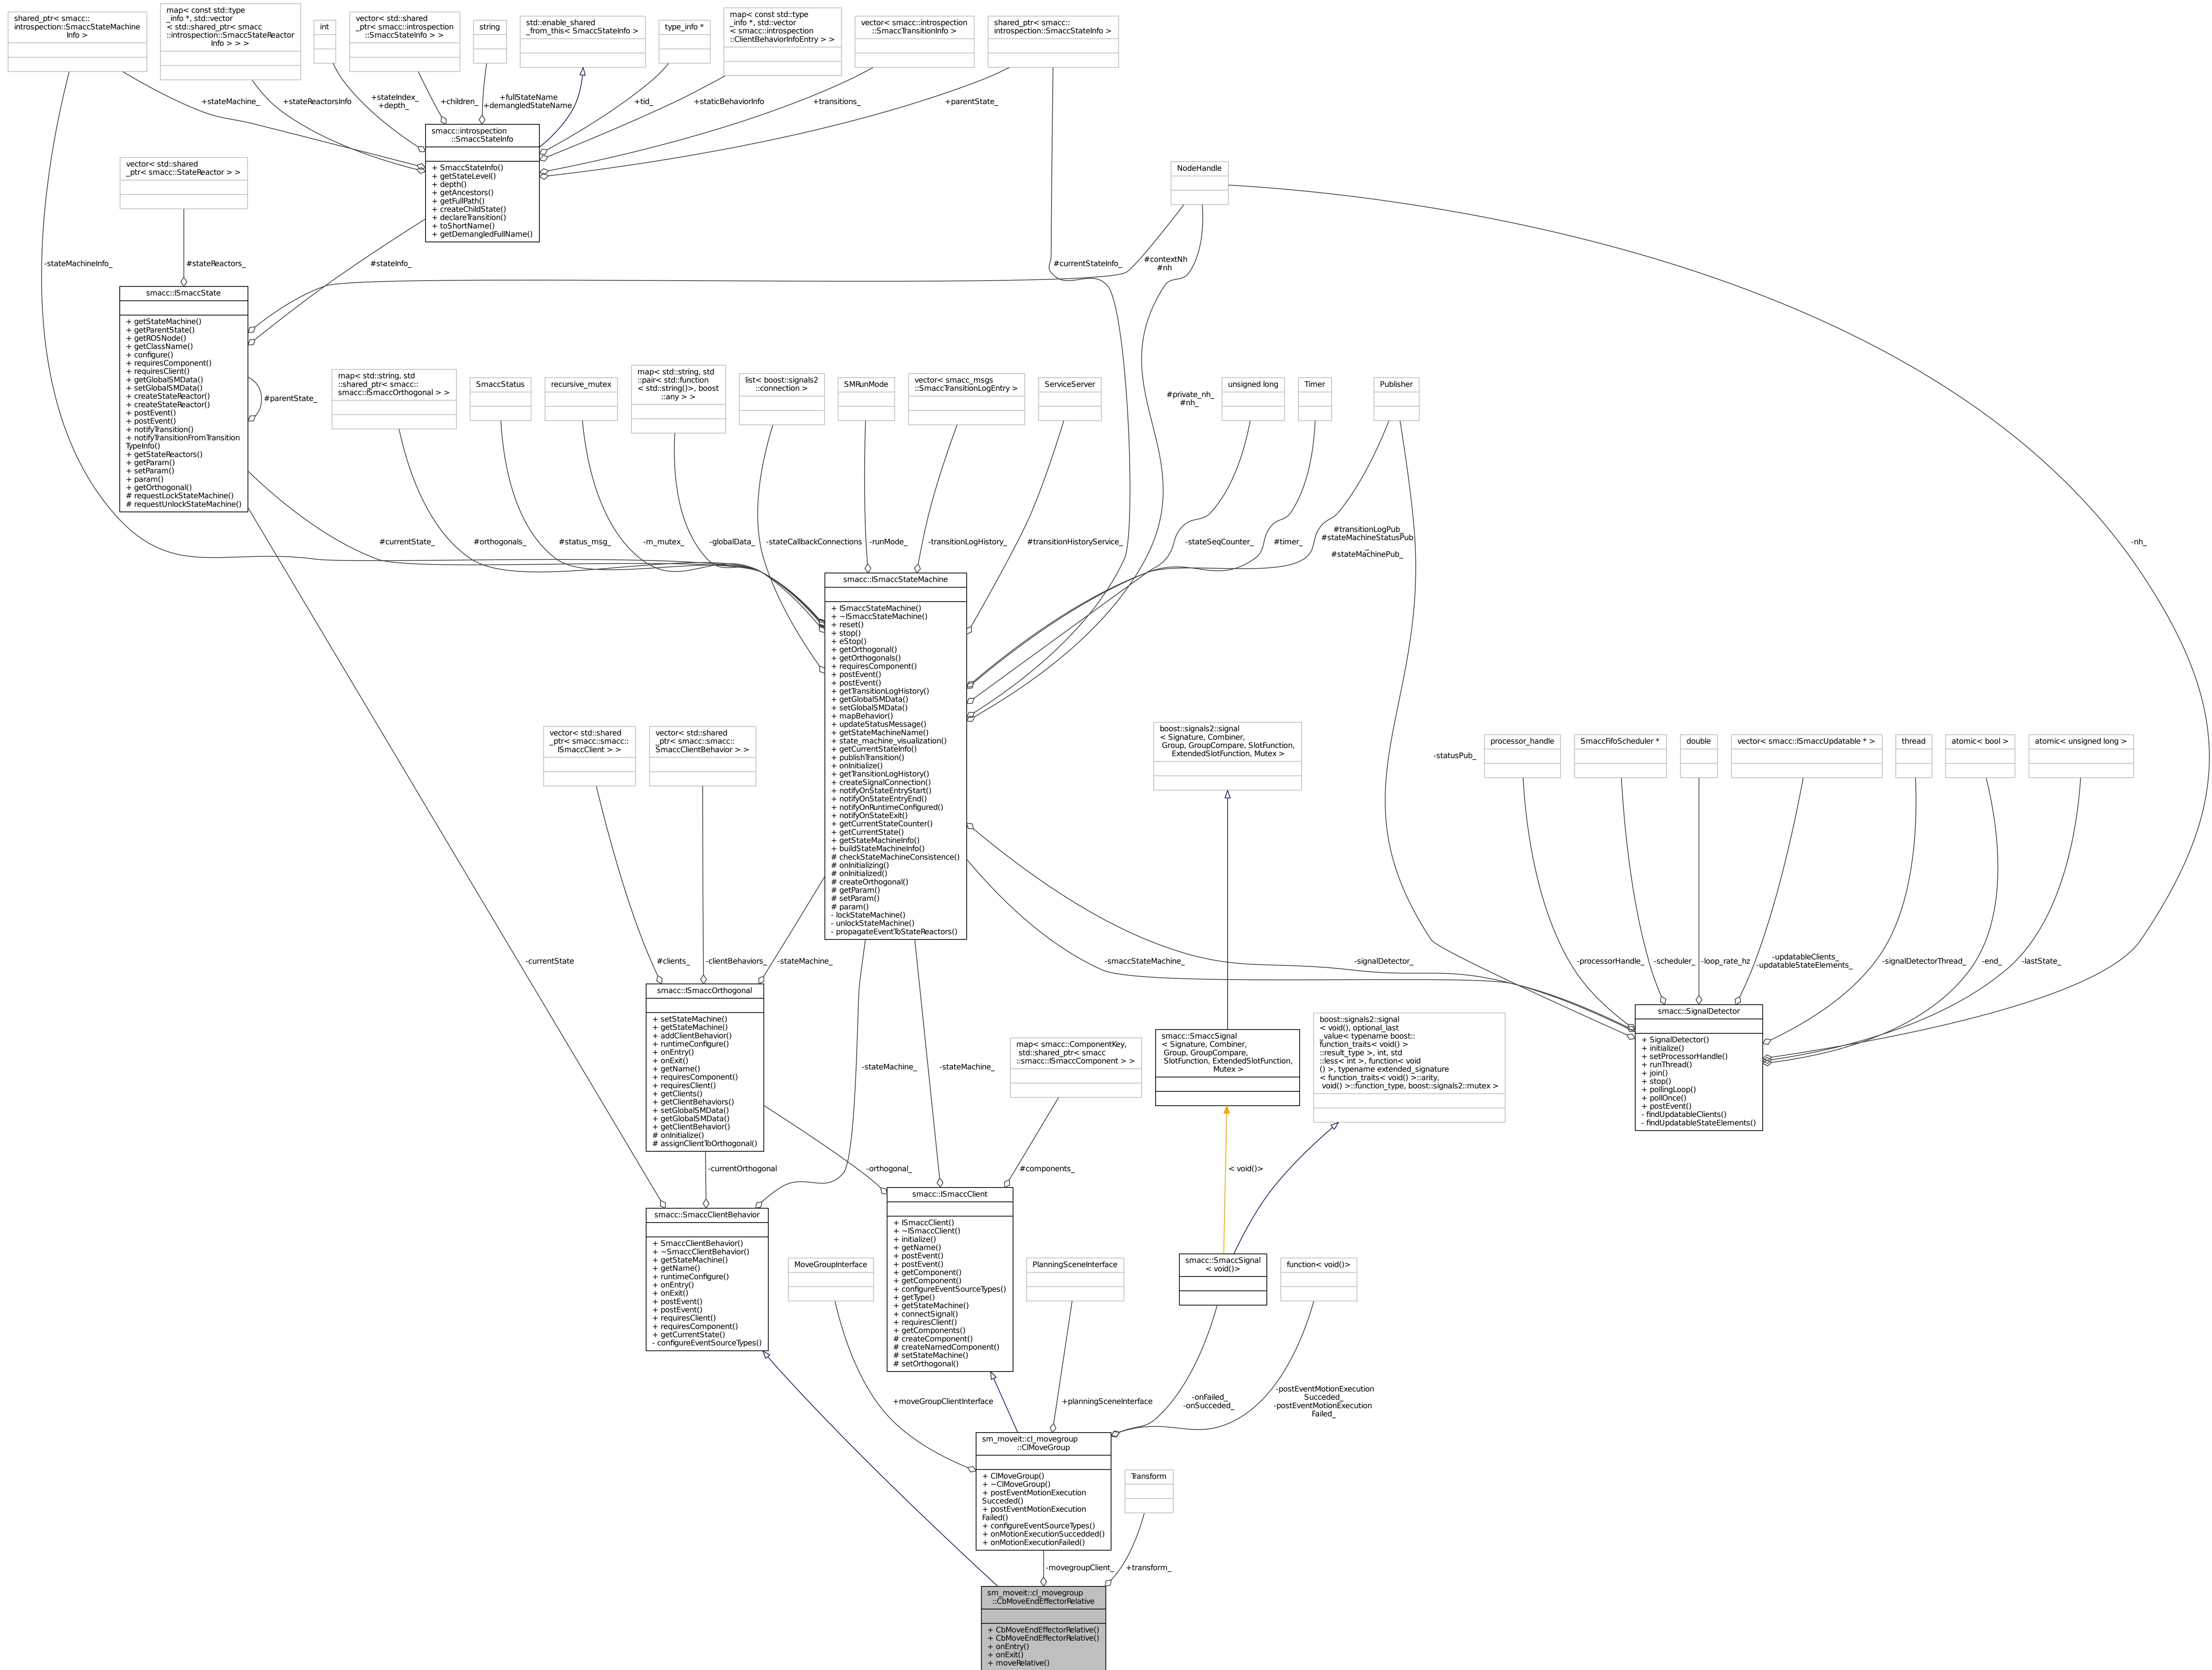 shared_ptr< smacc::
introspection::SmaccStateMachine
Info >
map< const std::type
_info *, std::vector
< std::shared_ptr< smacc
::introspection::SmaccStateReactor
Info > > >
int
vector< std::shared
_ptr< smacc::introspection
::SmaccStateInfo > >
string
std::enable_shared
_from_this< SmaccStateInfo >
type_info *
map< const std::type
_info *, std::vector
< smacc::introspection
::ClientBehaviorInfoEntry > >
vector< smacc::introspection
::SmaccTransitionInfo >
shared_ptr< smacc::
introspection::SmaccStateInfo >
+stateMachine_
+stateReactorsInfo
+stateIndex_
+depth_
+children_
+fullStateName
+demangledStateName
+tid_
+staticBehaviorInfo
+transitions_
+parentState_
smacc::introspection
::SmaccStateInfo
+ SmaccStateInfo()
+ getStateLevel()
+ depth()
+ getAncestors()
+ getFullPath()
+ createChildState()
+ declareTransition()
+ toShortName()
+ getDemangledFullName()
vector< std::shared
_ptr< smacc::StateReactor > >
NodeHandle
-stateMachineInfo_
#stateReactors_
#stateInfo_
#currentStateInfo_
#contextNh
#nh
smacc::ISmaccState
+ getStateMachine()
+ getParentState()
+ getROSNode()
+ getClassName()
+ configure()
+ requiresComponent()
+ requiresClient()
+ getGlobalSMData()
+ setGlobalSMData()
+ createStateReactor()
+ createStateReactor()
+ postEvent()
+ postEvent()
+ notifyTransition()
+ notifyTransitionFromTransition
TypeInfo()
+ getStateReactors()
+ getParam()
+ setParam()
+ param()
+ getOrthogonal()
# requestLockStateMachine()
# requestUnlockStateMachine()
#parentState_
map< std::string, std
::shared_ptr< smacc::
smacc::ISmaccOrthogonal > >
SmaccStatus
recursive_mutex
map< std::string, std
::pair< std::function
< std::string()>, boost
::any > >
list< boost::signals2
::connection >
SMRunMode
vector< smacc_msgs
::SmaccTransitionLogEntry >
ServiceServer
#private_nh_
#nh_
unsigned long
Timer
Publisher
#currentState_
#orthogonals_
#status_msg_
-m_mutex_
-globalData_
-stateCallbackConnections
-runMode_
-transitionLogHistory_
#transitionHistoryService_
-stateSeqCounter_
#timer_
#transitionLogPub_
#stateMachineStatusPub
_
#stateMachinePub_
-nh_
smacc::ISmaccStateMachine
+ ISmaccStateMachine()
+ ~ISmaccStateMachine()
+ reset()
+ stop()
+ eStop()
+ getOrthogonal()
+ getOrthogonals()
+ requiresComponent()
+ postEvent()
+ postEvent()
+ getTransitionLogHistory()
+ getGlobalSMData()
+ setGlobalSMData()
+ mapBehavior()
+ updateStatusMessage()
+ getStateMachineName()
+ state_machine_visualization()
+ getCurrentStateInfo()
+ publishTransition()
+ onInitialize()
+ getTransitionLogHistory()
+ createSignalConnection()
+ notifyOnStateEntryStart()
+ notifyOnStateEntryEnd()
+ notifyOnRuntimeConfigured()
+ notifyOnStateExit()
+ getCurrentStateCounter()
+ getCurrentState()
+ getStateMachineInfo()
+ buildStateMachineInfo()
# checkStateMachineConsistence()
# onInitializing()
# onInitialized()
# createOrthogonal()
# getParam()
# setParam()
# param()
- lockStateMachine()
- unlockStateMachine()
- propagateEventToStateReactors()
vector< std::shared
_ptr< smacc::smacc::
ISmaccClient > >
vector< std::shared
_ptr< smacc::smacc::
SmaccClientBehavior > >
boost::signals2::signal
< Signature, Combiner,
Group, GroupCompare, SlotFunction,
ExtendedSlotFunction, Mutex >
-statusPub_
processor_handle
SmaccFifoScheduler *
double
vector< smacc::ISmaccUpdatable * >
thread
atomic< bool >
atomic< unsigned long >
-currentState
#clients_
-clientBehaviors_
-stateMachine_
-smaccStateMachine_
-signalDetector_
-processorHandle_
-scheduler_
-loop_rate_hz
-updatableClients_
-updatableStateElements_
-signalDetectorThread_
-end_
-lastState_
smacc::ISmaccOrthogonal
+ setStateMachine()
+ getStateMachine()
+ addClientBehavior()
+ runtimeConfigure()
+ onEntry()
+ onExit()
+ getName()
+ requiresComponent()
+ requiresClient()
+ getClients()
+ getClientBehaviors()
+ setGlobalSMData()
+ getGlobalSMData()
+ getClientBehavior()
# onInitialize()
# assignClientToOrthogonal()
-stateMachine_
-stateMachine_
map< smacc::ComponentKey,
std::shared_ptr< smacc
::smacc::ISmaccComponent > >
smacc::SmaccSignal
< Signature, Combiner,
Group, GroupCompare,
SlotFunction, ExtendedSlotFunction,
Mutex >
boost::signals2::signal
< void(), optional_last
_value< typename boost::
function_traits< void() >
::result_type >, int, std
::less< int >, function< void
() >, typename extended_signature
< function_traits< void() >::arity,
void() >::function_type, boost::signals2::mutex >
smacc::SignalDetector
+ SignalDetector()
+ initialize()
+ setProcessorHandle()
+ runThread()
+ join()
+ stop()
+ pollingLoop()
+ pollOnce()
+ postEvent()
- findUpdatableClients()
- findUpdatableStateElements()
-currentOrthogonal
-orthogonal_
#components_
< void()>
smacc::SmaccClientBehavior
+ SmaccClientBehavior()
+ ~SmaccClientBehavior()
+ getStateMachine()
+ getName()
+ runtimeConfigure()
+ onEntry()
+ onExit()
+ postEvent()
+ postEvent()
+ requiresClient()
+ requiresComponent()
+ getCurrentState()
- configureEventSourceTypes()
smacc::ISmaccClient
+ ISmaccClient()
+ ~ISmaccClient()
+ initialize()
+ getName()
+ postEvent()
+ postEvent()
+ getComponent()
+ getComponent()
+ configureEventSourceTypes()
+ getType()
+ getStateMachine()
+ connectSignal()
+ requiresClient()
+ getComponents()
# createComponent()
# createNamedComponent()
# setStateMachine()
# setOrthogonal()
MoveGroupInterface
PlanningSceneInterface
smacc::SmaccSignal
< void()>
function< void()>
+moveGroupClientInterface
+planningSceneInterface
-onFailed_
-onSucceded_
-postEventMotionExecution
Succeded_
-postEventMotionExecution
Failed_
sm_moveit::cl_movegroup
::ClMoveGroup
+ ClMoveGroup()
+ ~ClMoveGroup()
+ postEventMotionExecution
Succeded()
+ postEventMotionExecution
Failed()
+ configureEventSourceTypes()
+ onMotionExecutionSuccedded()
+ onMotionExecutionFailed()
Transform
-movegroupClient_
+transform_
sm_moveit::cl_movegroup
::CbMoveEndEffectorRelative
+ CbMoveEndEffectorRelative()
+ CbMoveEndEffectorRelative()
+ onEntry()
+ onExit()
+ moveRelative()